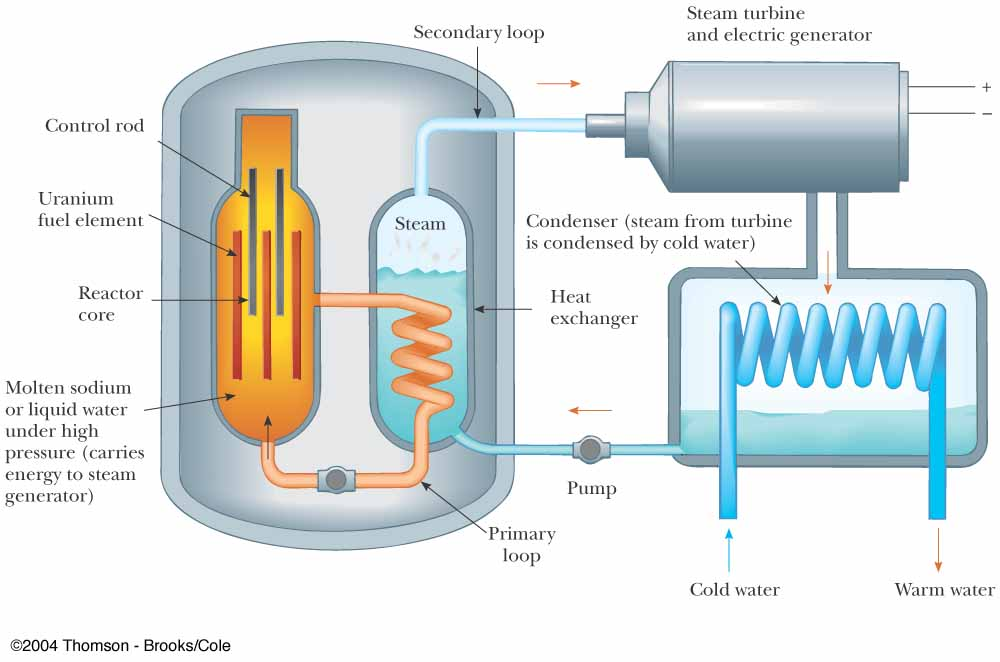 Steam turbine
and electric generator
Secondary loop
+
−
Control rod
Uranium
fuel element
Steam
Condenser (steam from turbine
is condensed by cold water)
Reactor
core
Heat
exchanger
Molten sodium
or liquid water
under high
pressure (carries
energy to steam
generator)
Pump
Primary
loop
Cold water
Warm water
©2004 Thomson - Brooks/Cole